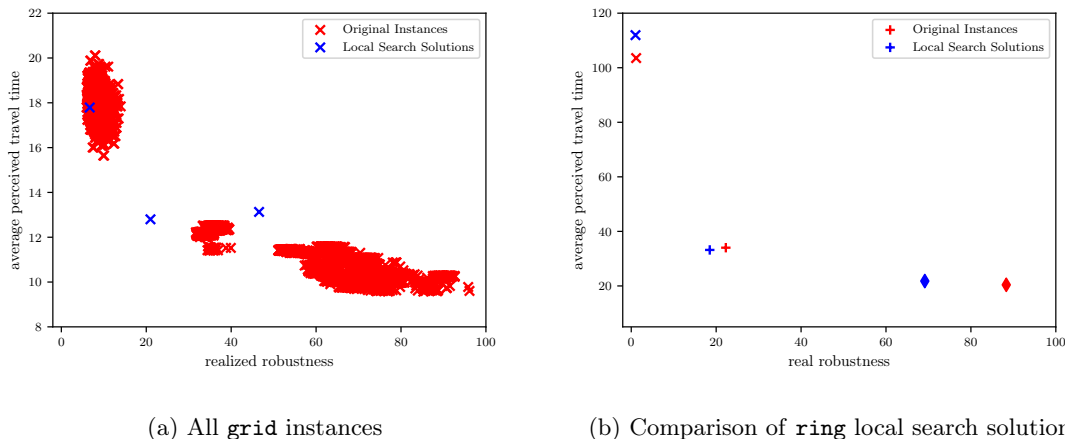 22
20
18
16
14
12
10
8
average perceived travel time
0 20 40 60 80 100
realized robustness
Original Instances
Local Search Solutions
120
100
80
60
40
20
average perceived travel time
0 20 40 60 80 100
real robustness
Original Instances
Local Search Solutions
(a) All grid instances
(b) Comparison of ring local search solution